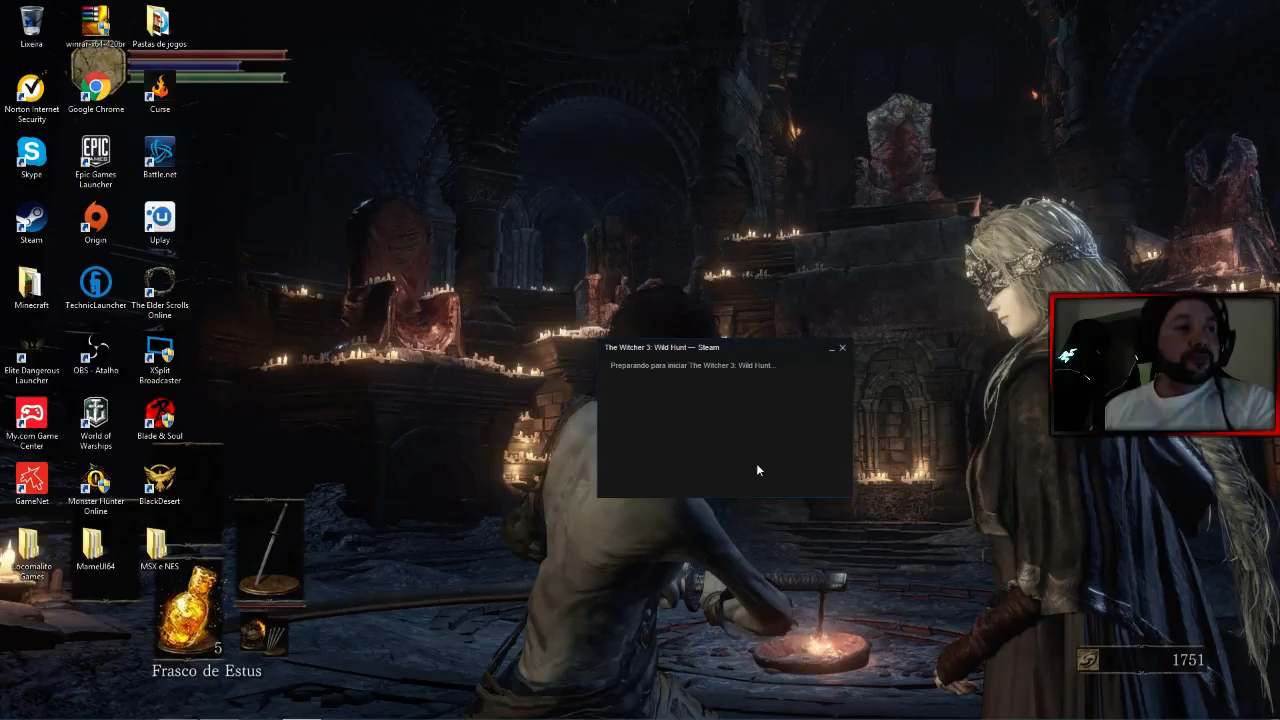 Lixeira
winrar-x64-420br
Pastas de jogos
Norton Internet
Security
Google Chrome
Curse
Skype
EPIC
GAMES
Epic Games
Launcher
Battle.net
Steam
Origin
Uplay
Minecraft
TechnicLauncher
The Elder Scrolls
Online
Elite Dangerous
Launcher
OBS - Atalho
XSplit
Broadcaster
My.com Game
Center
World of
Warships
Blade & Soul
GameNet
Monster Hunter
Online
BlackDesert
Locomalito
Games
MameUI64
MSX e NES
The Witcher 3: Wild Hunt — Steam
Preparando para iniciar The Witcher 3: Wild Hunt...
5
Frasco de Estus
1751